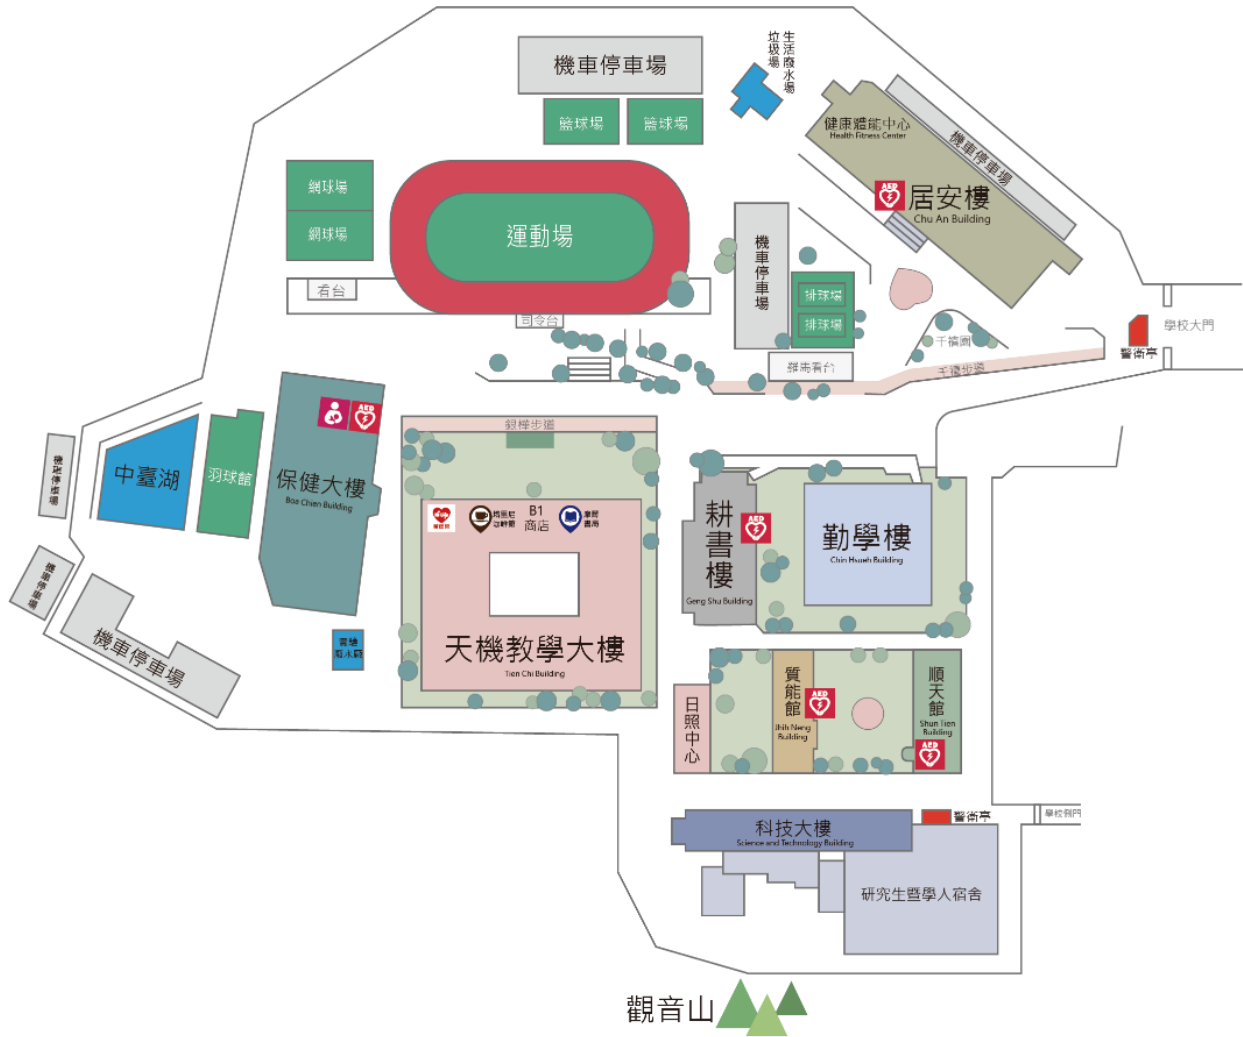 機車停車場
生活廢水場
垃圾場
籃球場
籃球場
健康體能中心
Health Fitness Center
機車停車場
網球場
網球場
運動場
AED
居安樓
Chu An Building
機車停車場
看台
司令台
排球場
排球場
羅馬看台
千禧園
千禧步道
學校大門
警衛亭
中臺湖
羽球館
AED
保健大樓
Boa Chien Building
機車停車場
機車停車場
機車停車場
銀樺步道
B1
商店
天機教學大樓
Tien Chi Building
耕書樓
Geng Shu Building
AED
勤學樓
Chin Hsueh Building
日照中心
質能館
Jhih Neng
Building
AED
順天館
Shun Tien
Building
AED
科技大樓
Science and Technology Building
警衛亭
學校側門
研究生暨學人宿舍
觀音山